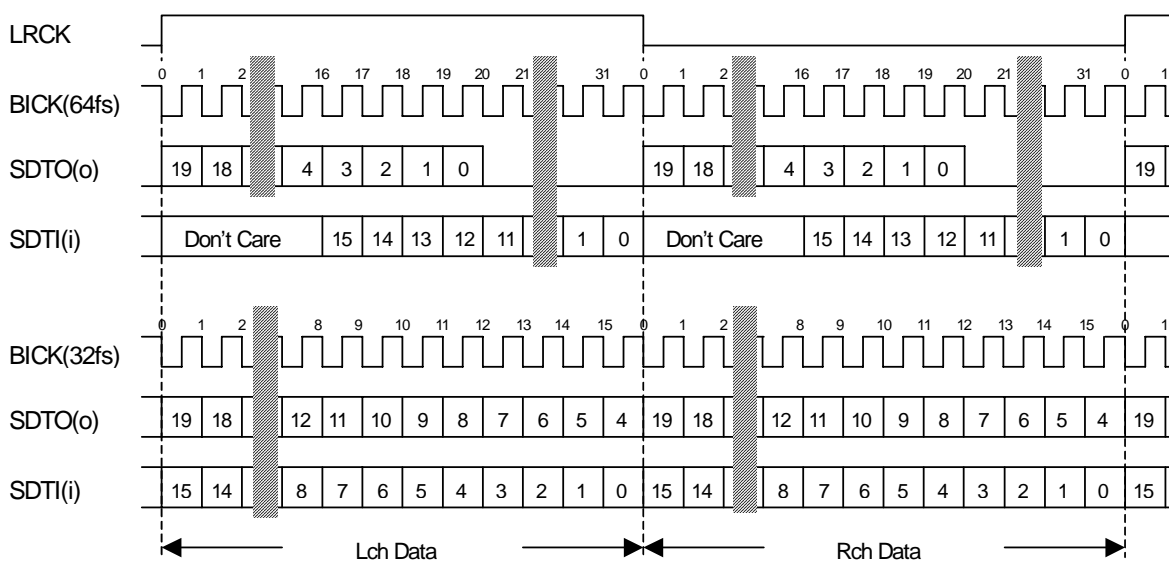 LRCK
0 1 2 16 17 18 19 20 21 31 0 1 2 16 17 18 19 20 21 31 0 1
BICK(64fs)
SDTO(o) 19 18 4 3 2 1 0 19 18 4 3 2 1 0 19
SDTI(i) Don't Care 15 14 13 12 11 1 0 Don't Care 15 14 13 12 11 1 0
0 1 2 8 9 10 11 12 13 14 15 0 1 2 8 9 10 11 12 13 14 15 0 1
BICK(32fs)
SDTO(o) 19 18 12 11 10 9 8 7 6 5 4 19 18 12 11 10 9 8 7 6 5 4 19
SDTI(i) 15 14 8 7 6 5 4 3 2 1 0 15 14 8 7 6 5 4 3 2 1 0 15
Lch Data Rch Data